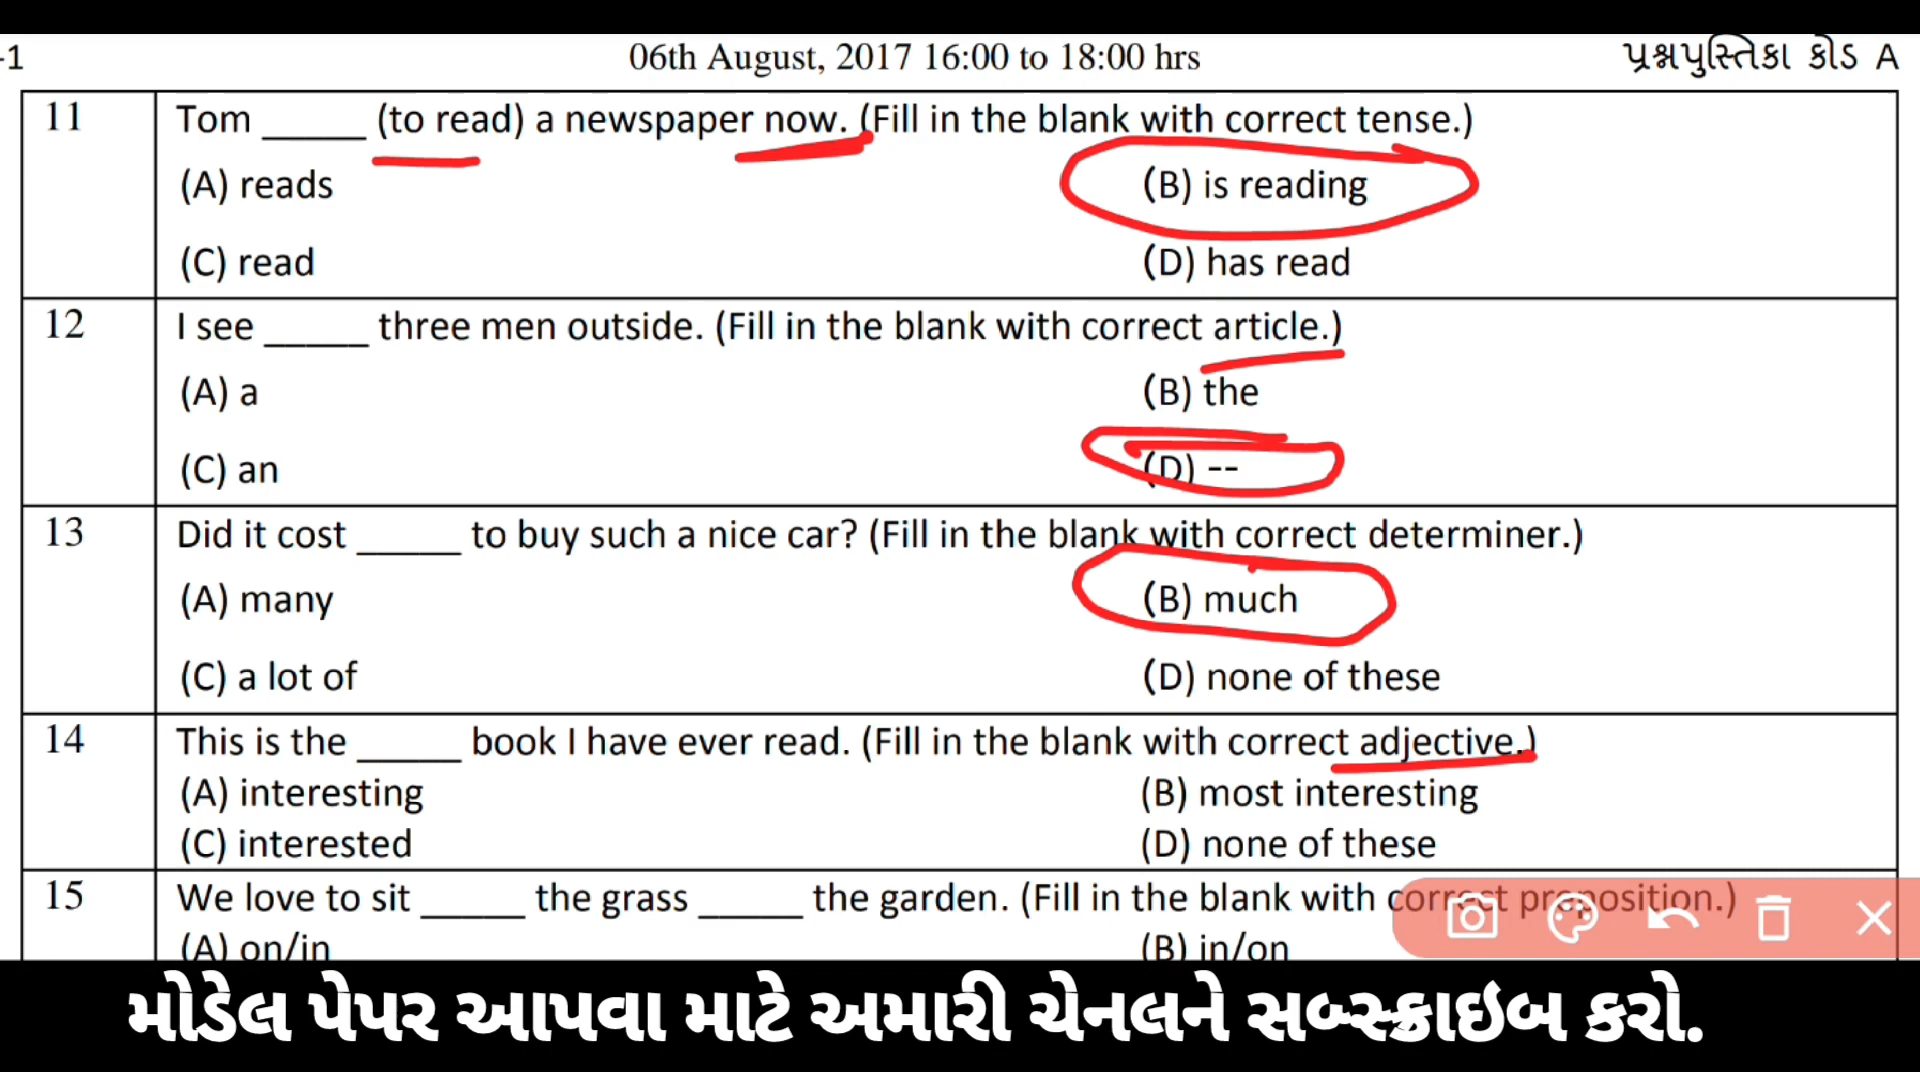 -1 06th August, 2017 16:00 to 18:00 hrs પ્રશ્નપુસ્તિકા કોડ A
11 Tom _____ (to read) a newspaper now. (Fill in the blank with correct tense.)
(A) reads (B) is reading
(C) read (D) has read
12 I see _____ three men outside. (Fill in the blank with correct article.)
(A) a (B) the
(C) an (D) --
13 Did it cost _____ to buy such a nice car? (Fill in the blank with correct determiner.)
(A) many (B) much
(C) a lot of (D) none of these
14 This is the _____ book I have ever read. (Fill in the blank with correct adjective.)
(A) interesting (B) most interesting
(C) interested (D) none of these
15 We love to sit _____ the grass _____ the garden. (Fill in the blank with correct preposition.)
(A) on/in (B) in/on
મોડેલ પેપર આપવા માટે અમારી ચેનલને સબ્સ્ક્રાઇબ કરો.